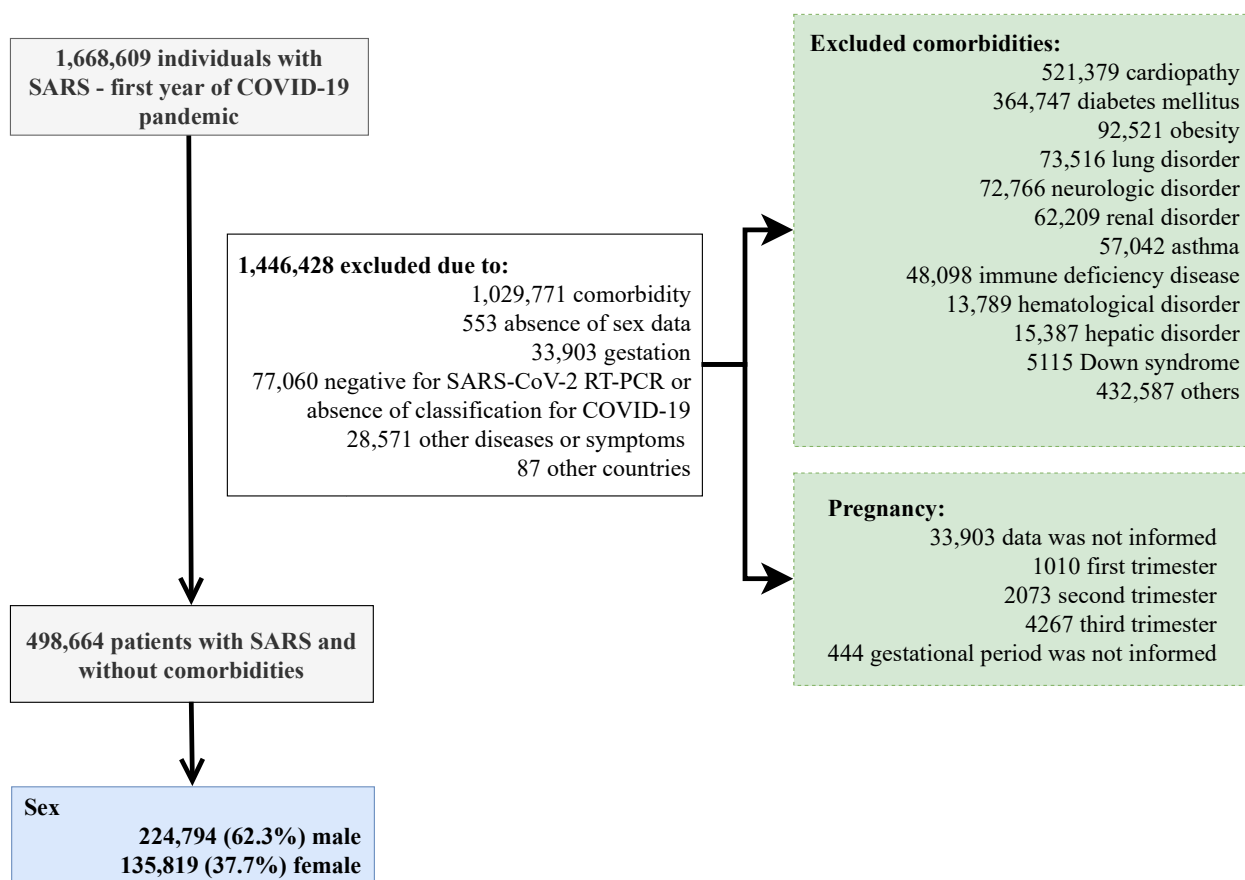 1,668,609 individuals with
SARS - first year of COVID-19
pandemic
Excluded comorbidities:
521,379 cardiopathy
364,747 diabetes mellitus
92,521 obesity
73,516 lung disorder
72,766 neurologic disorder
62,209 renal disorder
57,042 asthma
48,098 immune deficiency disease
13,789 hematological disorder
15,387 hepatic disorder
5115 Down syndrome
432,587 others
1,446,428 excluded due to:
1,029,771 comorbidity
553 absence of sex data
33,903 gestation
77,060 negative for SARS-CoV-2 RT-PCR or
absence of classification for COVID-19
28,571 other diseases or symptoms
87 other countries
Pregnancy:
33,903 data was not informed
1010 first trimester
2073 second trimester
4267 third trimester
444 gestational period was not informed
498,664 patients with SARS and
without comorbidities
Sex
224,794 (62.3%) male
135,819 (37.7%) female